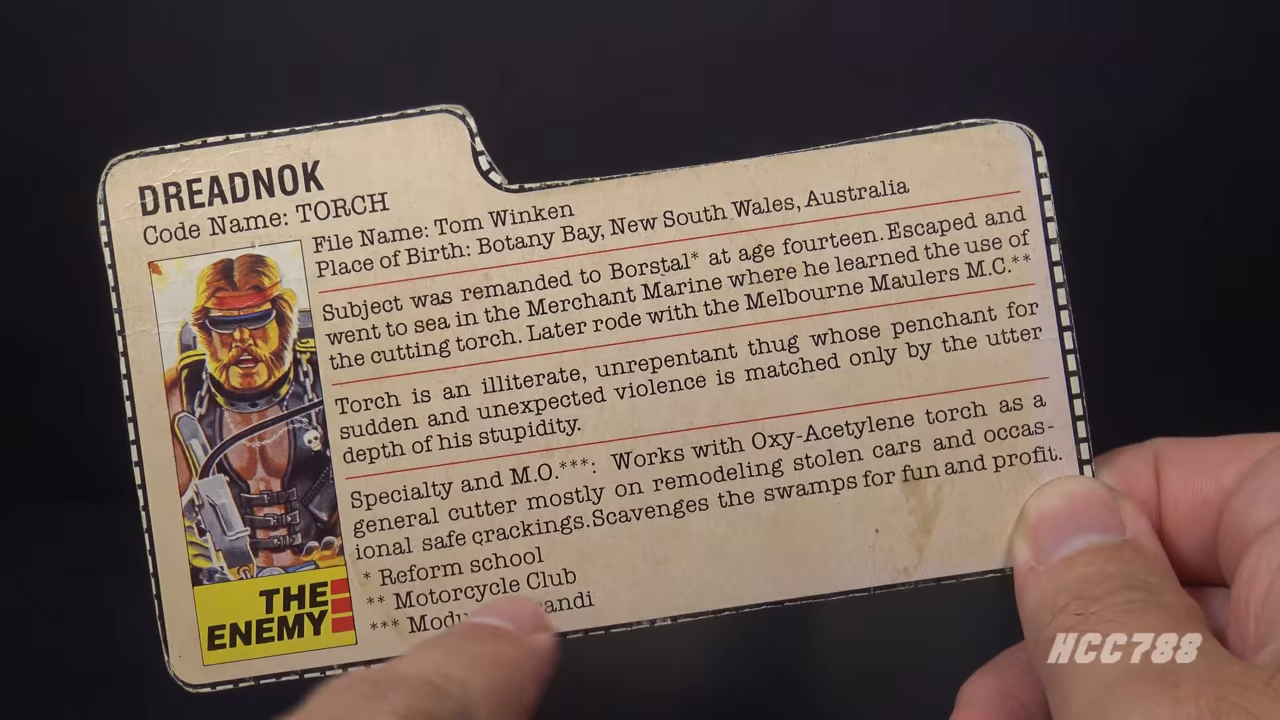 DREADNOK
Code Name: TORCH
File Name: Tom Winken
Place of Birth: Botany Bay, New South Wales, Australia
Subject was remanded to Borstal* at age fourteen. Escaped and
went to sea in the Merchant Marine where he learned the use of
the cutting torch. Later rode with the Melbourne Maulers M.C.**
Torch is an illiterate, unrepentant thug whose penchant for
sudden and unexpected violence is matched only by the utter
depth of his stupidity.
Specialty and M.O.***: Works with Oxy-Acetylene torch as a
general cutter mostly on remodeling stolen cars and occas-
ional safe crackings. Scavenges the swamps for fun and profit.
* Reform school
** Motorcycle Club
***
THE
ENEMY
HCC788